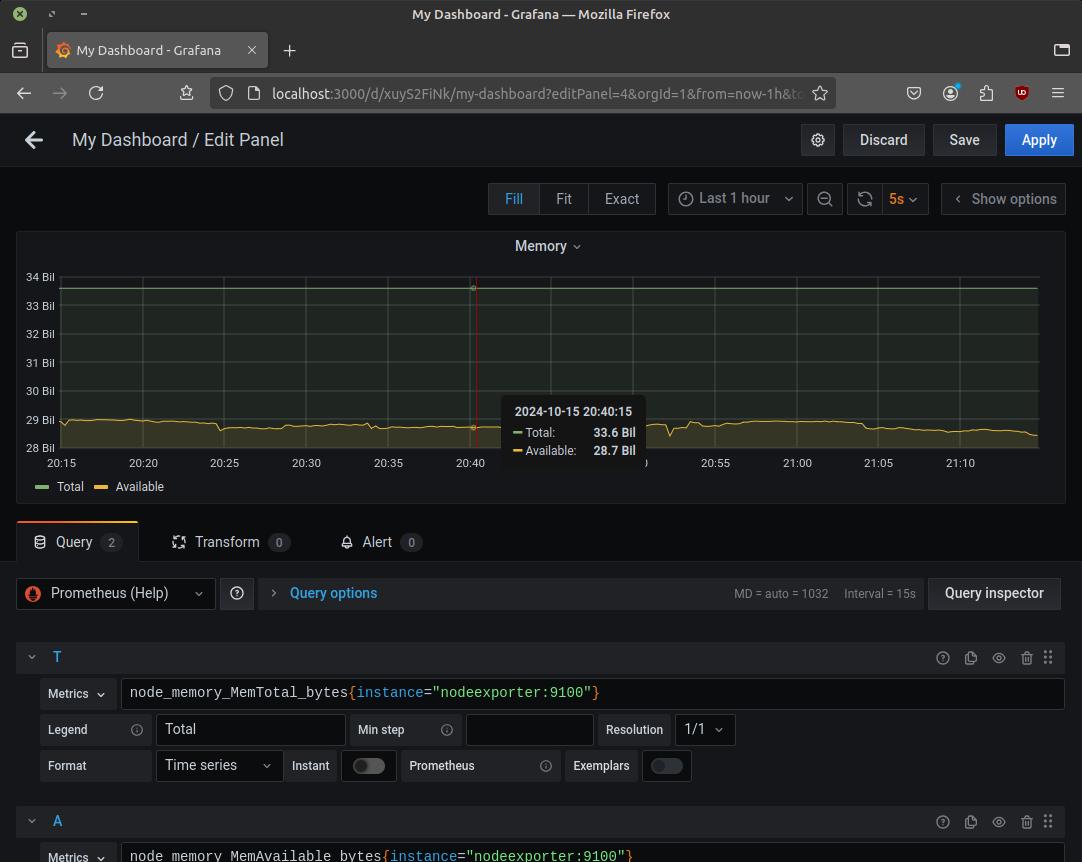 My Dashboard - Grafana — Mozilla Firefox
My Dashboard - Grafana
localhost:3000/d/xuyS2FiNk/my-dashboard?editPanel=4&orgId=1&from=now-1h&to
My Dashboard / Edit Panel
Discard
Save
Apply
Fill
Fit
Exact
Last 1 hour
5s
Show options
Memory
34 Bil
33 Bil
32 Bil
31 Bil
30 Bil
29 Bil
28 Bil
2024-10-15 20:40:15
Total: 33.6 Bil
Available: 28.7 Bil
20:15 20:20 20:25 20:30 20:35 20:40 20:55 21:00 21:05 21:10
Total Available
Query 2
Transform 0
Alert 0
Prometheus (Help)
Query options
MD = auto = 1032 Interval = 15s
Query inspector
T
Metrics
node_memory_MemTotal_bytes{instance="nodeexporter:9100"}
Legend
Total
Min step
Resolution
1/1
Format
Time series
Instant
Prometheus
Exemplars
A
Metrics
node_memory_MemAvailable_bytes{instance="nodeexporter:9100"}